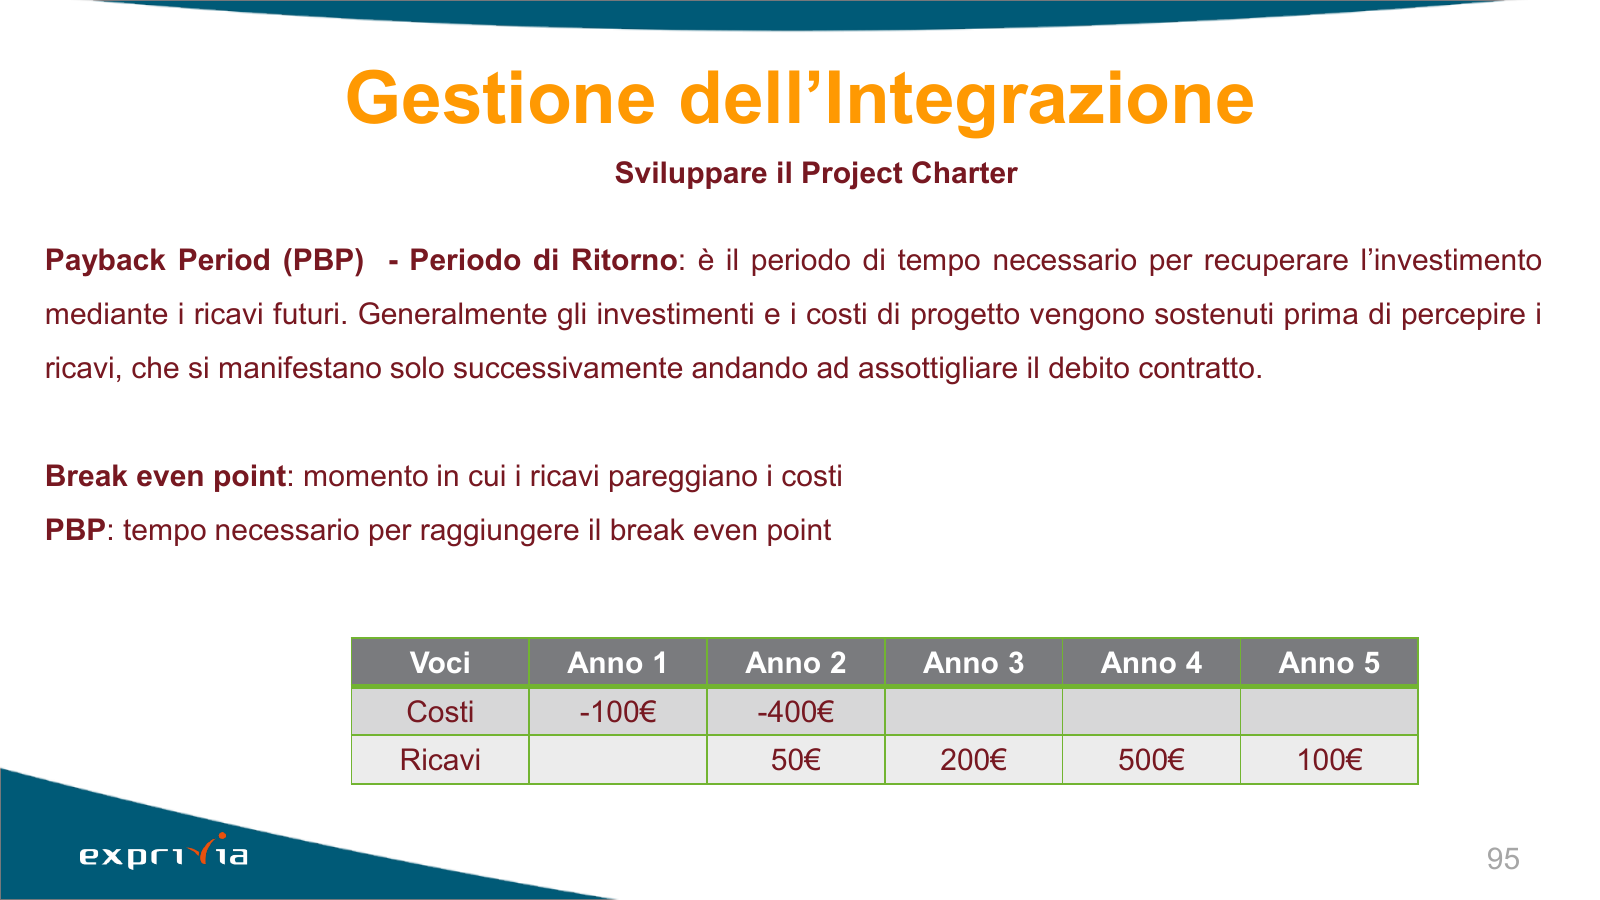 Gestione dell’Integrazione
Sviluppare il Project Charter
Payback Period (PBP)  - Periodo di Ritorno: è il periodo di tempo necessario per recuperare l’investimento
mediante i ricavi futuri. Generalmente gli investimenti e i costi di progetto vengono sostenuti prima di percepire i
ricavi, che si manifestano solo successivamente andando ad assottigliare il debito contratto.
Break even point: momento in cui i ricavi pareggiano i costi
PBP: tempo necessario per raggiungere il break even point
Voci Anno 1 Anno 2 Anno 3 Anno 4 Anno 5
Costi -100€ -400€
Ricavi 50€ 200€ 500€ 100€
exprivia
95